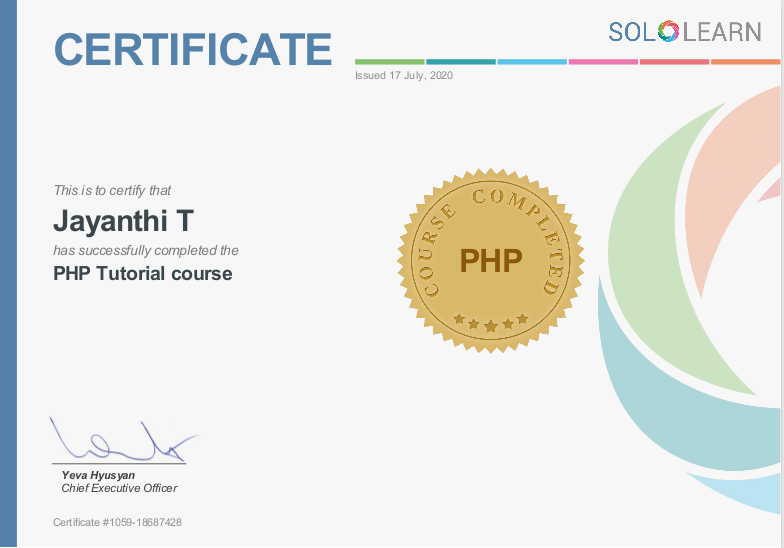 CERTIFICATE
SOLOLEARN
Issued 17 July, 2020
This is to certify that
Jayanthi T
has successfully completed the
PHP Tutorial course
COURSE COMPLETED
PHP
Yeva Hyusyan
Chief Executive Officer
Certificate #1059-18687428